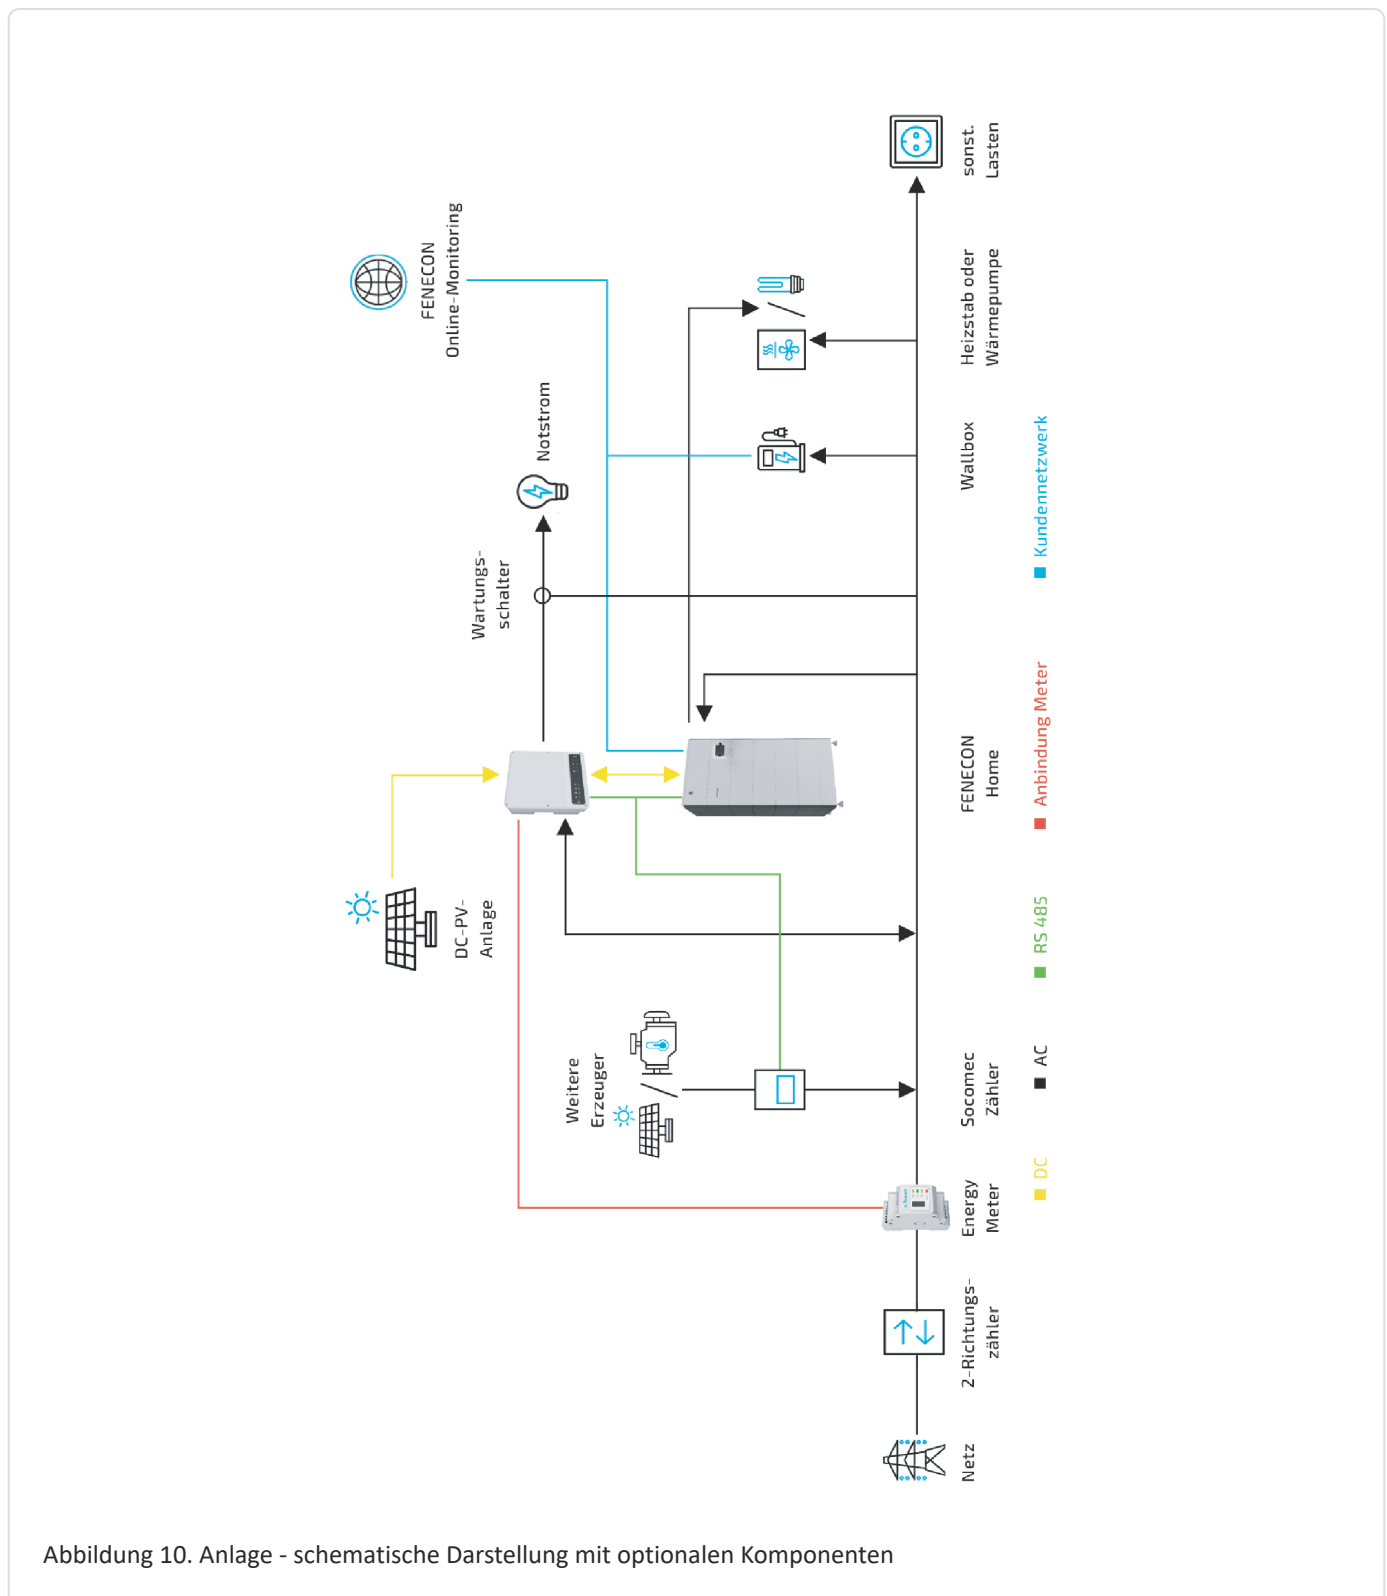 sonst.
Lasten
FENECON
Online-Monitoring
Heizstab oder
Wärmepumpe
Notstrom
Wallbox
Kundennetzwerk
Wartungs-
schalter
FENECON
Home
Anbindung Meter
DC-PV-
Anlage
RS 485
Weitere
Erzeuger
Socomec
Zähler
AC
Energy
Meter
DC
2-Richtungs-
zähler
Netz
Abbildung 10. Anlage - schematische Darstellung mit optionalen Komponenten